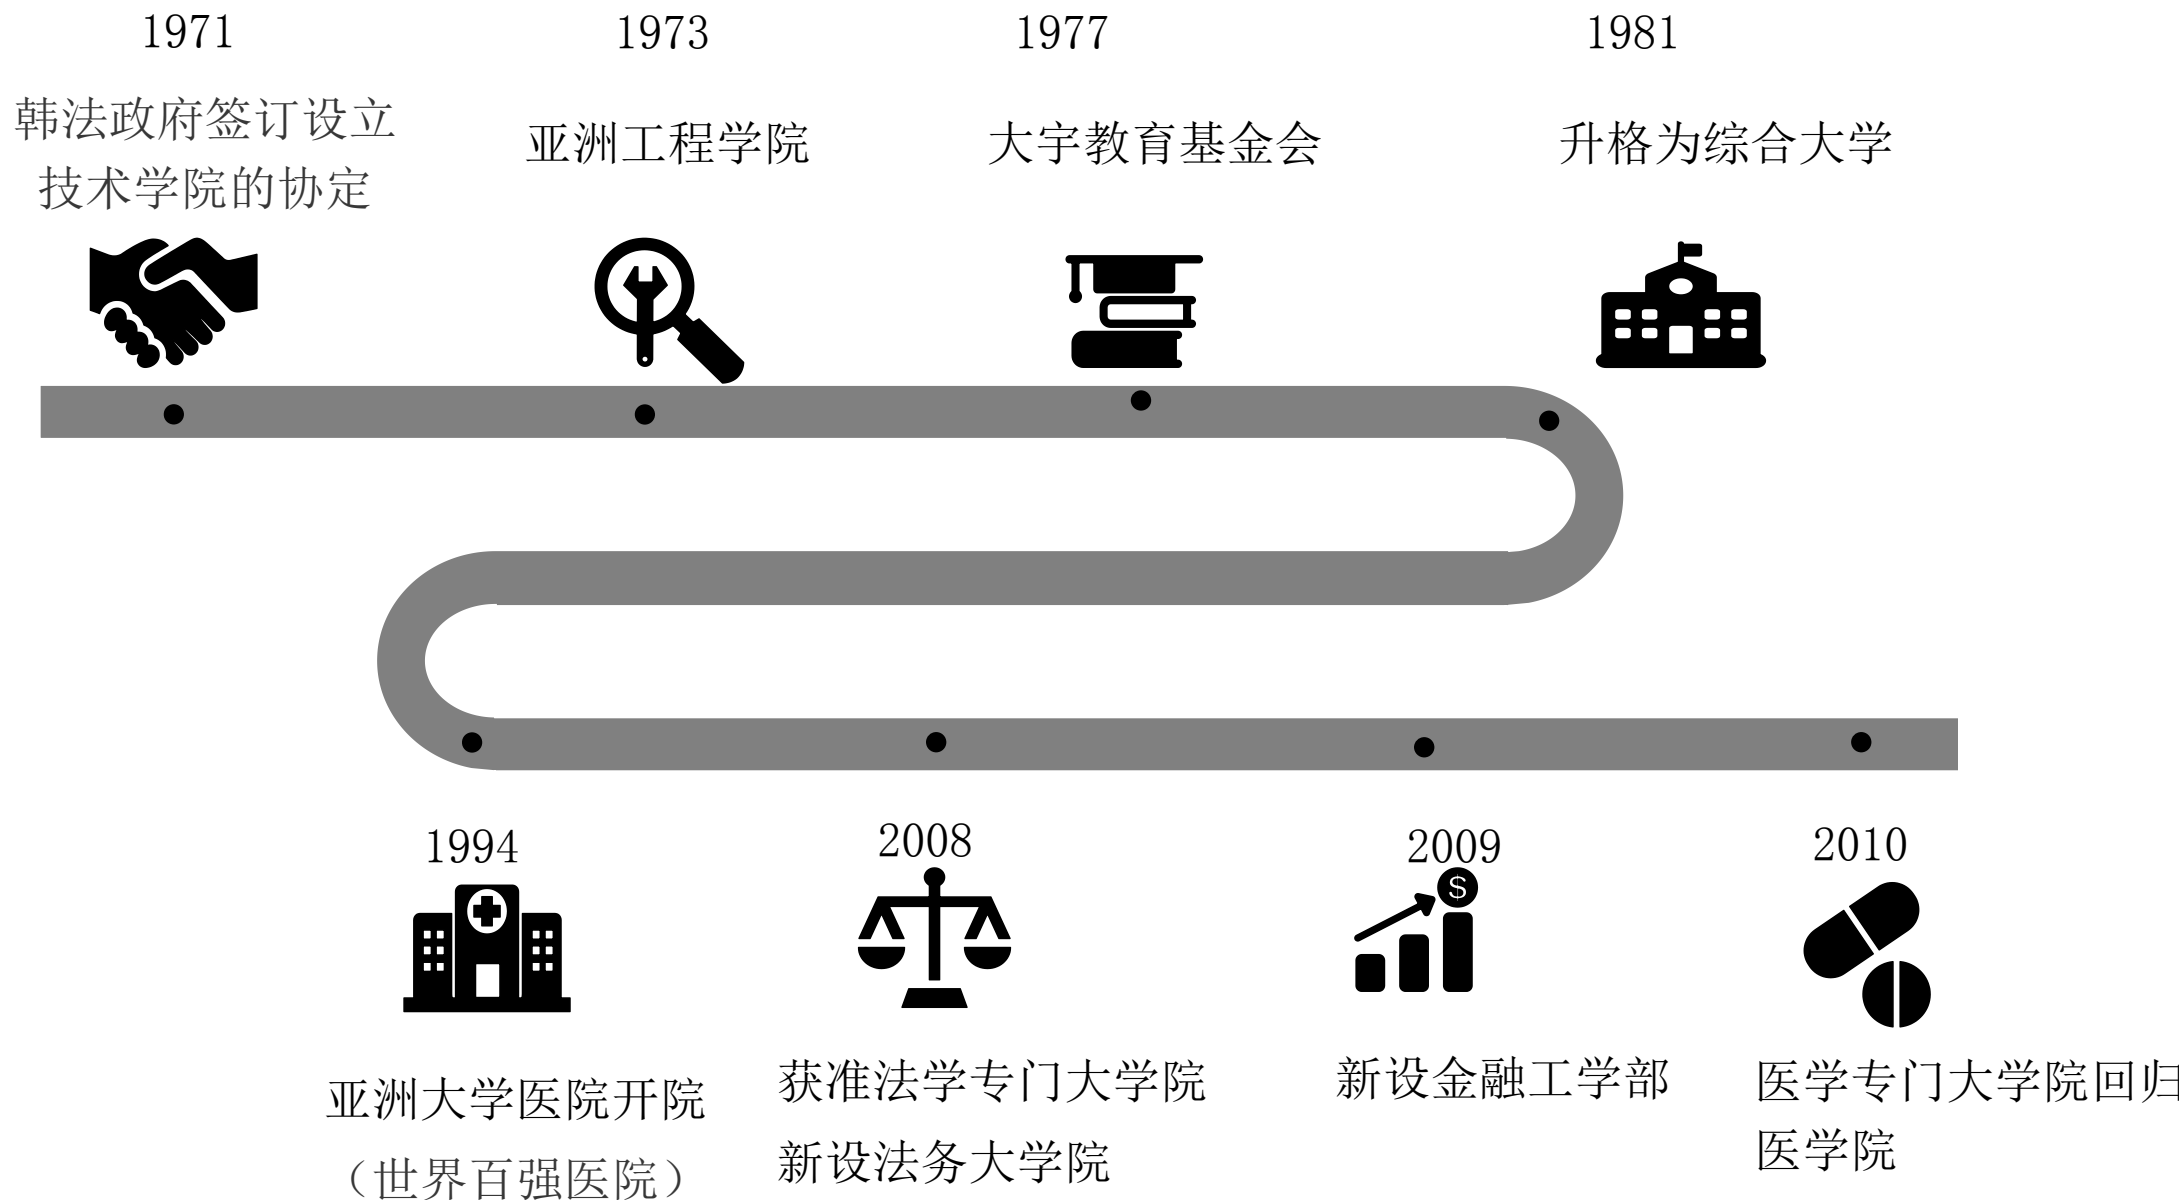 1971
韩法政府签订设立
技术学院的协定
1973
亚洲工程学院
1977
大宇教育基金会
1981
升格为综合大学
1994
亚洲大学医院开院
（世界百强医院）
2008
获准法学专门大学院
新设法务大学院
2009
$
新设金融工学部
2010
医学专门大学院回归
医学院